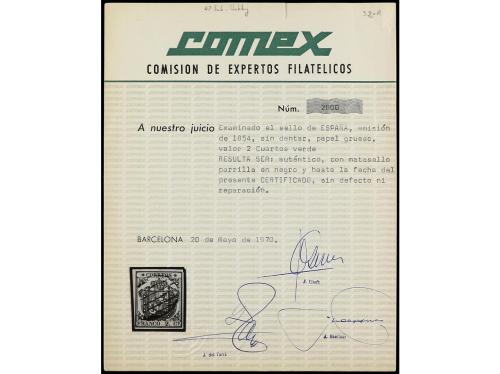 comex
COMISION DE EXPERTOS FILATELICOS
Núm. 2800
A nuestro juicio Examinado el sello de ESPAÑA, emisión
de 1854, sin dentar, papel grueso,
valor 2 Cuartos verde
RESULTA SER: auténtico, con matasello
parrilla en negro y hasta la fecha del
presente CERTIFICADO, sin defecto ni
reparación.
BARCELONA 20 de Mayo de 1970.
CORREOS
FRANCO 2. Cs